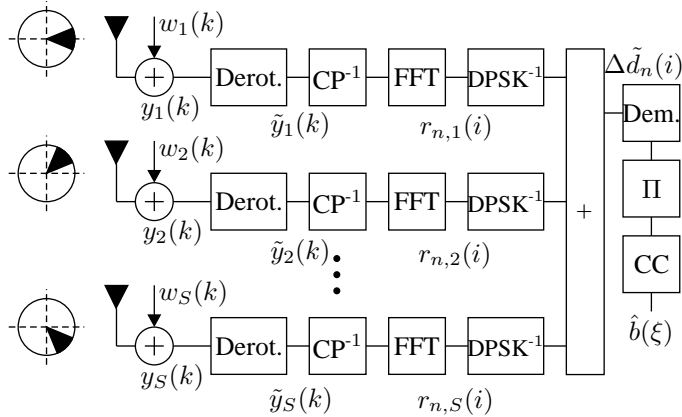 w₁(k)
Derot. CP⁻¹ FFT DPSK⁻¹
+
y₁(k) ỹ₁(k) r_{n,1}(i)
Δd̃_n(i)
Dem.
w₂(k)
Derot. CP⁻¹ FFT DPSK⁻¹
+
y₂(k) ỹ₂(k) r_{n,2}(i)
+
Π
CC
b̂(ξ)
w_S(k)
Derot. CP⁻¹ FFT DPSK⁻¹
+
y_S(k) ỹ_S(k) r_{n,S}(i)